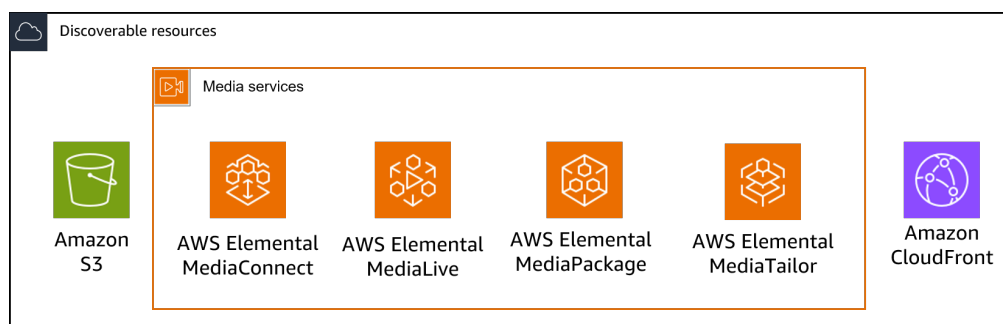 Discoverable resources
Media services
Amazon
S3
AWS Elemental
MediaConnect
AWS Elemental
MediaLive
AWS Elemental
MediaPackage
AWS Elemental
MediaTailor
Amazon
CloudFront